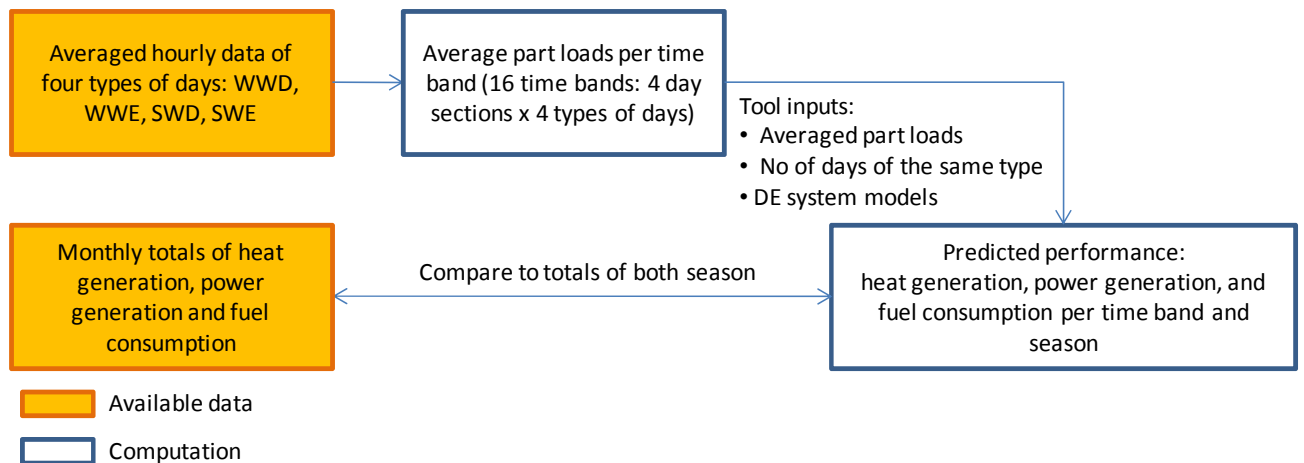 Averaged hourly data of
four types of days: WWD,
WWE, SWD, SWE
Average part loads per time
band (16 time bands: 4 day
sections x 4 types of days)
Tool inputs:
• Averaged part loads
• No of days of the same type
• DE system models
Monthly totals of heat
generation, power
generation and fuel
consumption
Compare to totals of both season
Predicted performance:
heat generation, power generation, and
fuel consumption per time band and
season
Available data
Computation